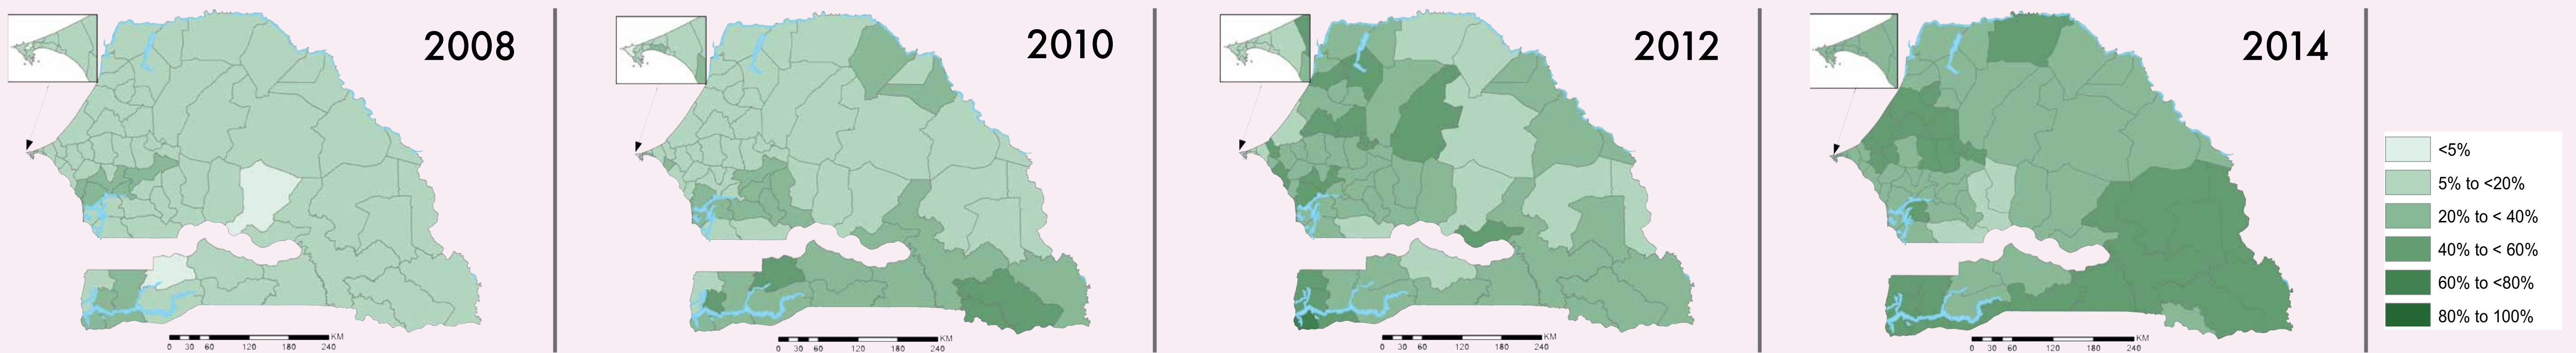 2008
0 30 60 120 180 240 KM
2010
0 30 60 120 180 240 KM
2012
0 30 60 120 180 240 KM
2014
0 30 60 120 180 240 KM
<5%
5% to <20%
20% to < 40%
40% to < 60%
60% to <80%
80% to 100%